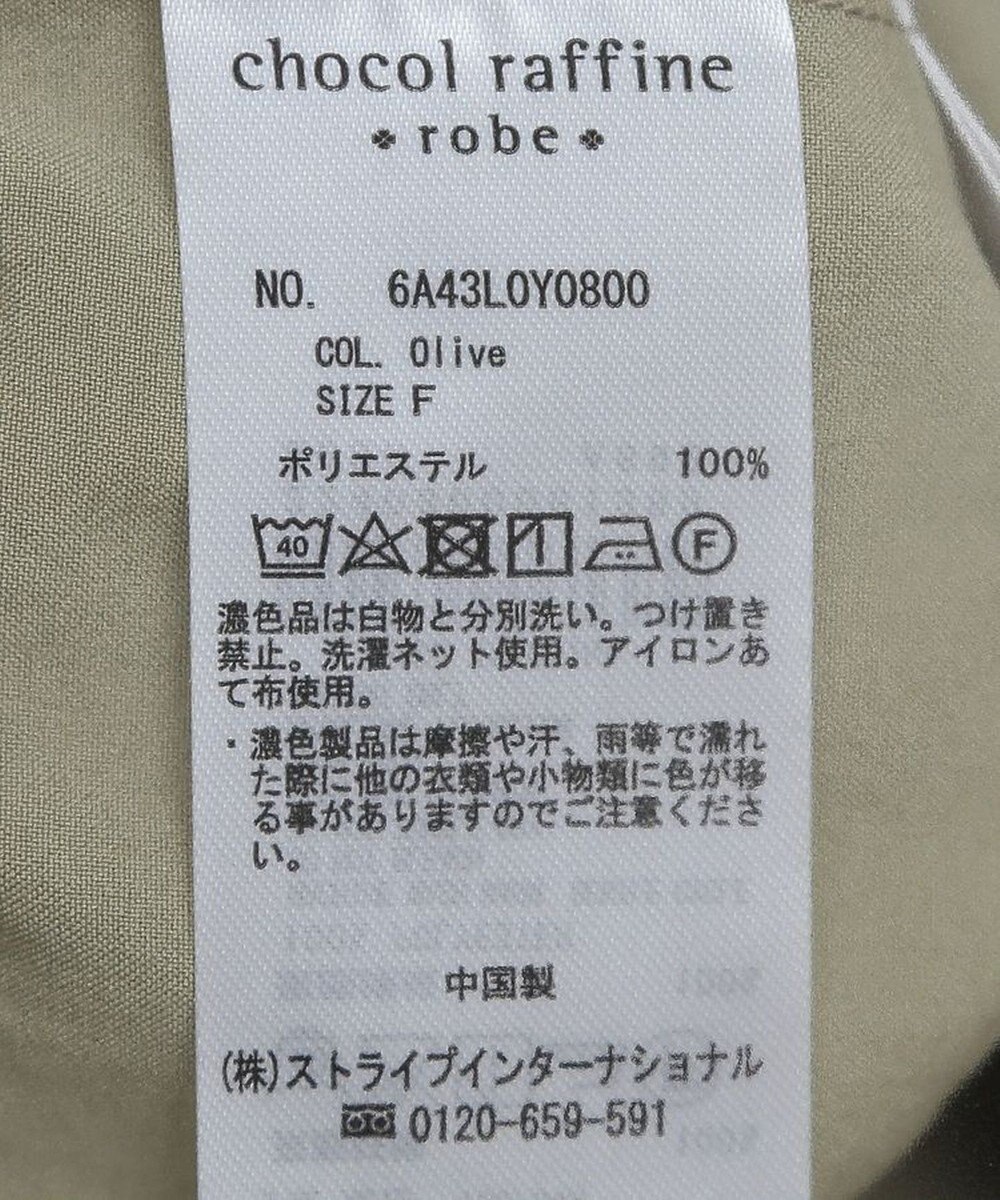 chocol raffine
robe
NO. 6A43L0Y0800
COL. Olive
SIZE F
ポリエステル 100%
40 F
濃色品は白物と分別洗い。つけ置き
禁止。洗濯ネット使用。アイロンあ
て布使用。
・濃色製品は摩擦や汗、雨等で濡れ
た際に他の衣類や小物類に色が移
る事がありますのでご注意くださ
い。
中国製
(株)ストライプインターナショナル
0120-659-591